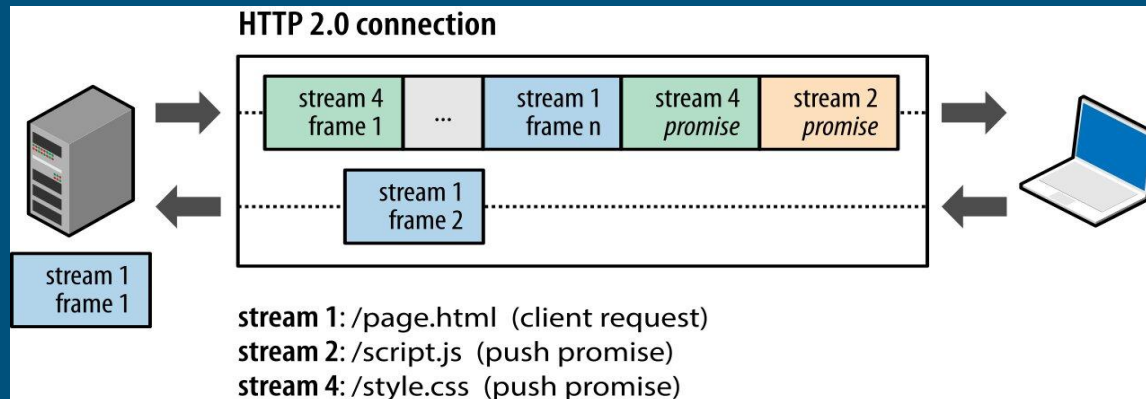 HTTP 2.0 connection
stream 4
frame 1
...
stream 1
frame n
stream 4
promise
stream 2
promise
stream 1
frame 2
stream 1
frame 1
stream 1: /page.html (client request)
stream 2: /script.js (push promise)
stream 4: /style.css (push promise)